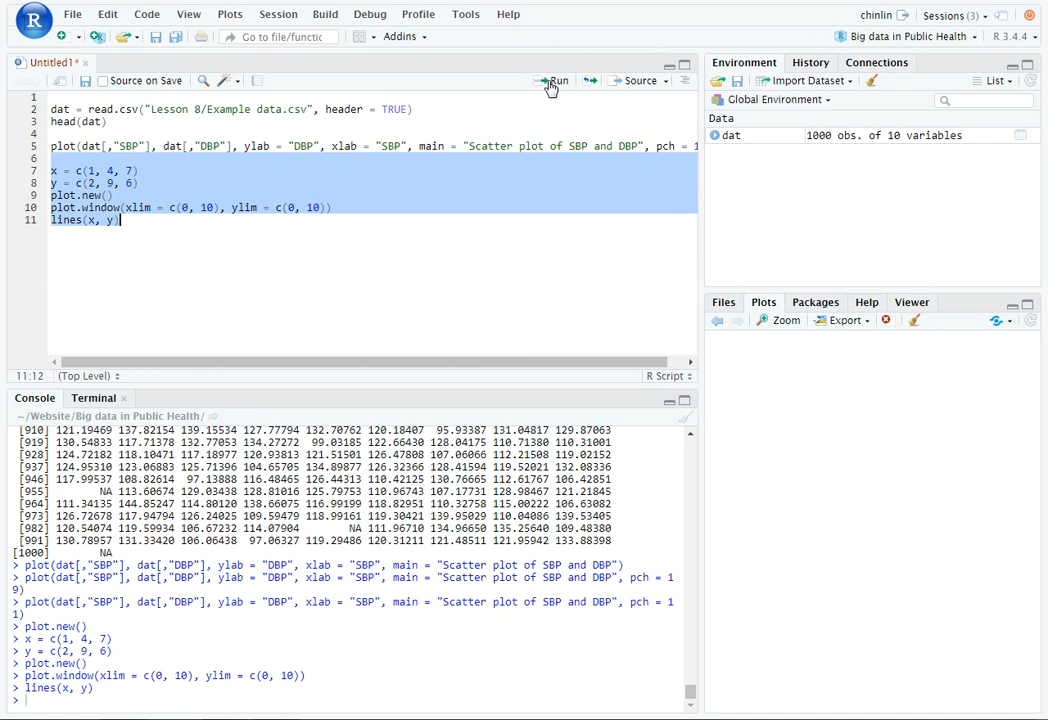 File Edit Code View Plots Session Build Debug Profile Tools Help
chinlin Sessions (3)
Go to file/functic Addins
Big data in Public Health R 3.4.4
Untitled1*
Source on Save Run Source
1
2 dat = read.csv("Lesson 8/Example data.csv", header = TRUE)
3 head(dat)
4
5 plot(dat[,"SBP"], dat[,"DBP"], ylab = "DBP", xlab = "SBP", main = "Scatter plot of SBP and DBP", pch = 1
6
7 x = c(1, 4, 7)
8 y = c(2, 9, 6)
9 plot.new()
10 plot.window(xlim = c(0, 10), ylim = c(0, 10))
11 lines(x, y)
11:12 (Top Level) R Script
Console Terminal
~/Website/Big data in Public Health/
[910] 121.19469 137.82154 139.15534 127.77794 132.70762 120.18407 95.93387 131.04817 129.87063
[919] 130.54833 117.71378 132.77053 134.27272 99.03185 122.66430 128.04175 110.71380 110.31001
[928] 124.72182 118.10471 117.18977 120.93813 121.51501 126.47808 107.06066 112.21508 119.02152
[937] 124.95310 123.06883 125.71396 104.65705 134.89877 126.32366 128.41594 119.52021 132.08336
[946] 117.99537 108.82614 97.13888 116.48465 126.44313 110.42125 130.76665 112.61767 106.42851
[955] NA 113.60674 129.03438 128.81016 125.79753 110.96743 107.17731 128.98467 121.21845
[964] 111.34135 144.85247 114.80120 138.66075 116.99199 118.82951 110.32758 115.00222 106.63082
[973] 126.72678 117.94794 126.24025 109.59479 118.99161 119.30421 139.95029 110.04086 139.53405
[982] 120.54074 119.59934 106.67232 114.07904 NA 111.96710 134.96650 135.25640 109.48380
[991] 130.78957 131.33420 106.06438 97.06327 119.29486 120.31211 121.48511 121.95942 133.88398
[1000] NA
> plot(dat[,"SBP"], dat[,"DBP"], ylab = "DBP", xlab = "SBP", main = "Scatter plot of SBP and DBP")
> plot(dat[,"SBP"], dat[,"DBP"], ylab = "DBP", xlab = "SBP", main = "Scatter plot of SBP and DBP", pch = 1
9)
> plot(dat[,"SBP"], dat[,"DBP"], ylab = "DBP", xlab = "SBP", main = "Scatter plot of SBP and DBP", pch = 1
1)
> plot.new()
> x = c(1, 4, 7)
> y = c(2, 9, 6)
> plot.new()
> plot.window(xlim = c(0, 10), ylim = c(0, 10))
> lines(x, y)
>
Environment History Connections
Import Dataset List
Global Environment
Data
dat 1000 obs. of 10 variables
Files Plots Packages Help Viewer
Zoom Export